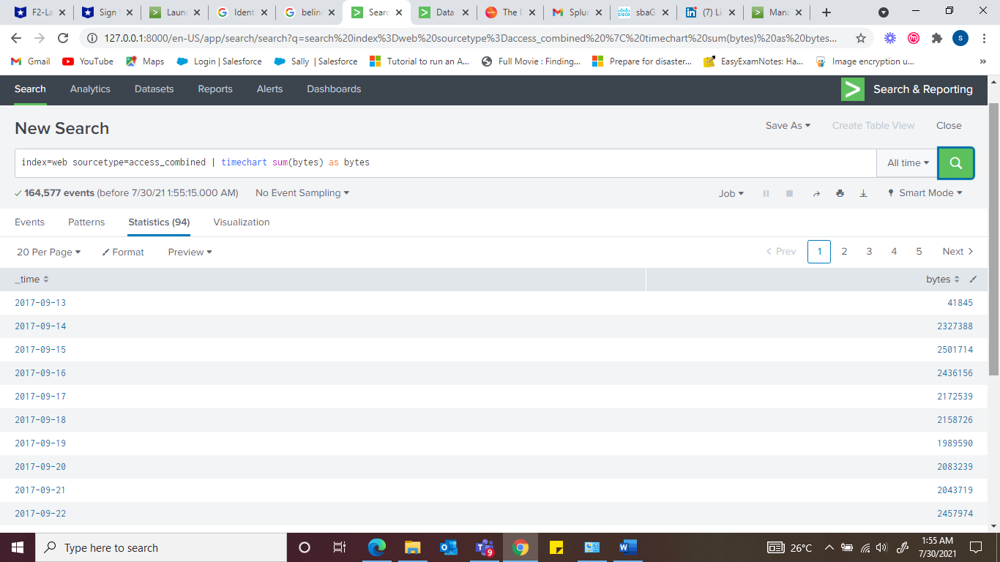 F2-La Sign Laun Ident belin Searc Data The I Splun sbaG (7) Li Mana
127.0.0.1:8000/en-US/app/search/search?q=search%20index%3Dweb%20sourcetype%3Daccess_combined%20%7C%20timechart%20sum(bytes)%20as%20bytes... S
Gmail YouTube Maps Login | Salesforce Sally | Salesforce Tutorial to run an A... Full Movie : Finding... Prepare for disaster... EasyExamNotes: Ha... Image encryption u... »
Search Analytics Datasets Reports Alerts Dashboards Search & Reporting
New Search Save As Create Table View Close
index=web sourcetype=access_combined | timechart sum(bytes) as bytes All time
164,577 events (before 7/30/21 1:55:15.000 AM) No Event Sampling Job Smart Mode
Events Patterns Statistics (94) Visualization
20 Per Page Format Preview < Prev 1 2 3 4 5 Next >
_time bytes
2017-09-13 41845
2017-09-14 2327388
2017-09-15 2501714
2017-09-16 2436156
2017-09-17 2172539
2017-09-18 2158726
2017-09-19 1989590
2017-09-20 2083239
2017-09-21 2043719
2017-09-22 2457974
Type here to search 9 26°C 1:55 AM
7/30/2021